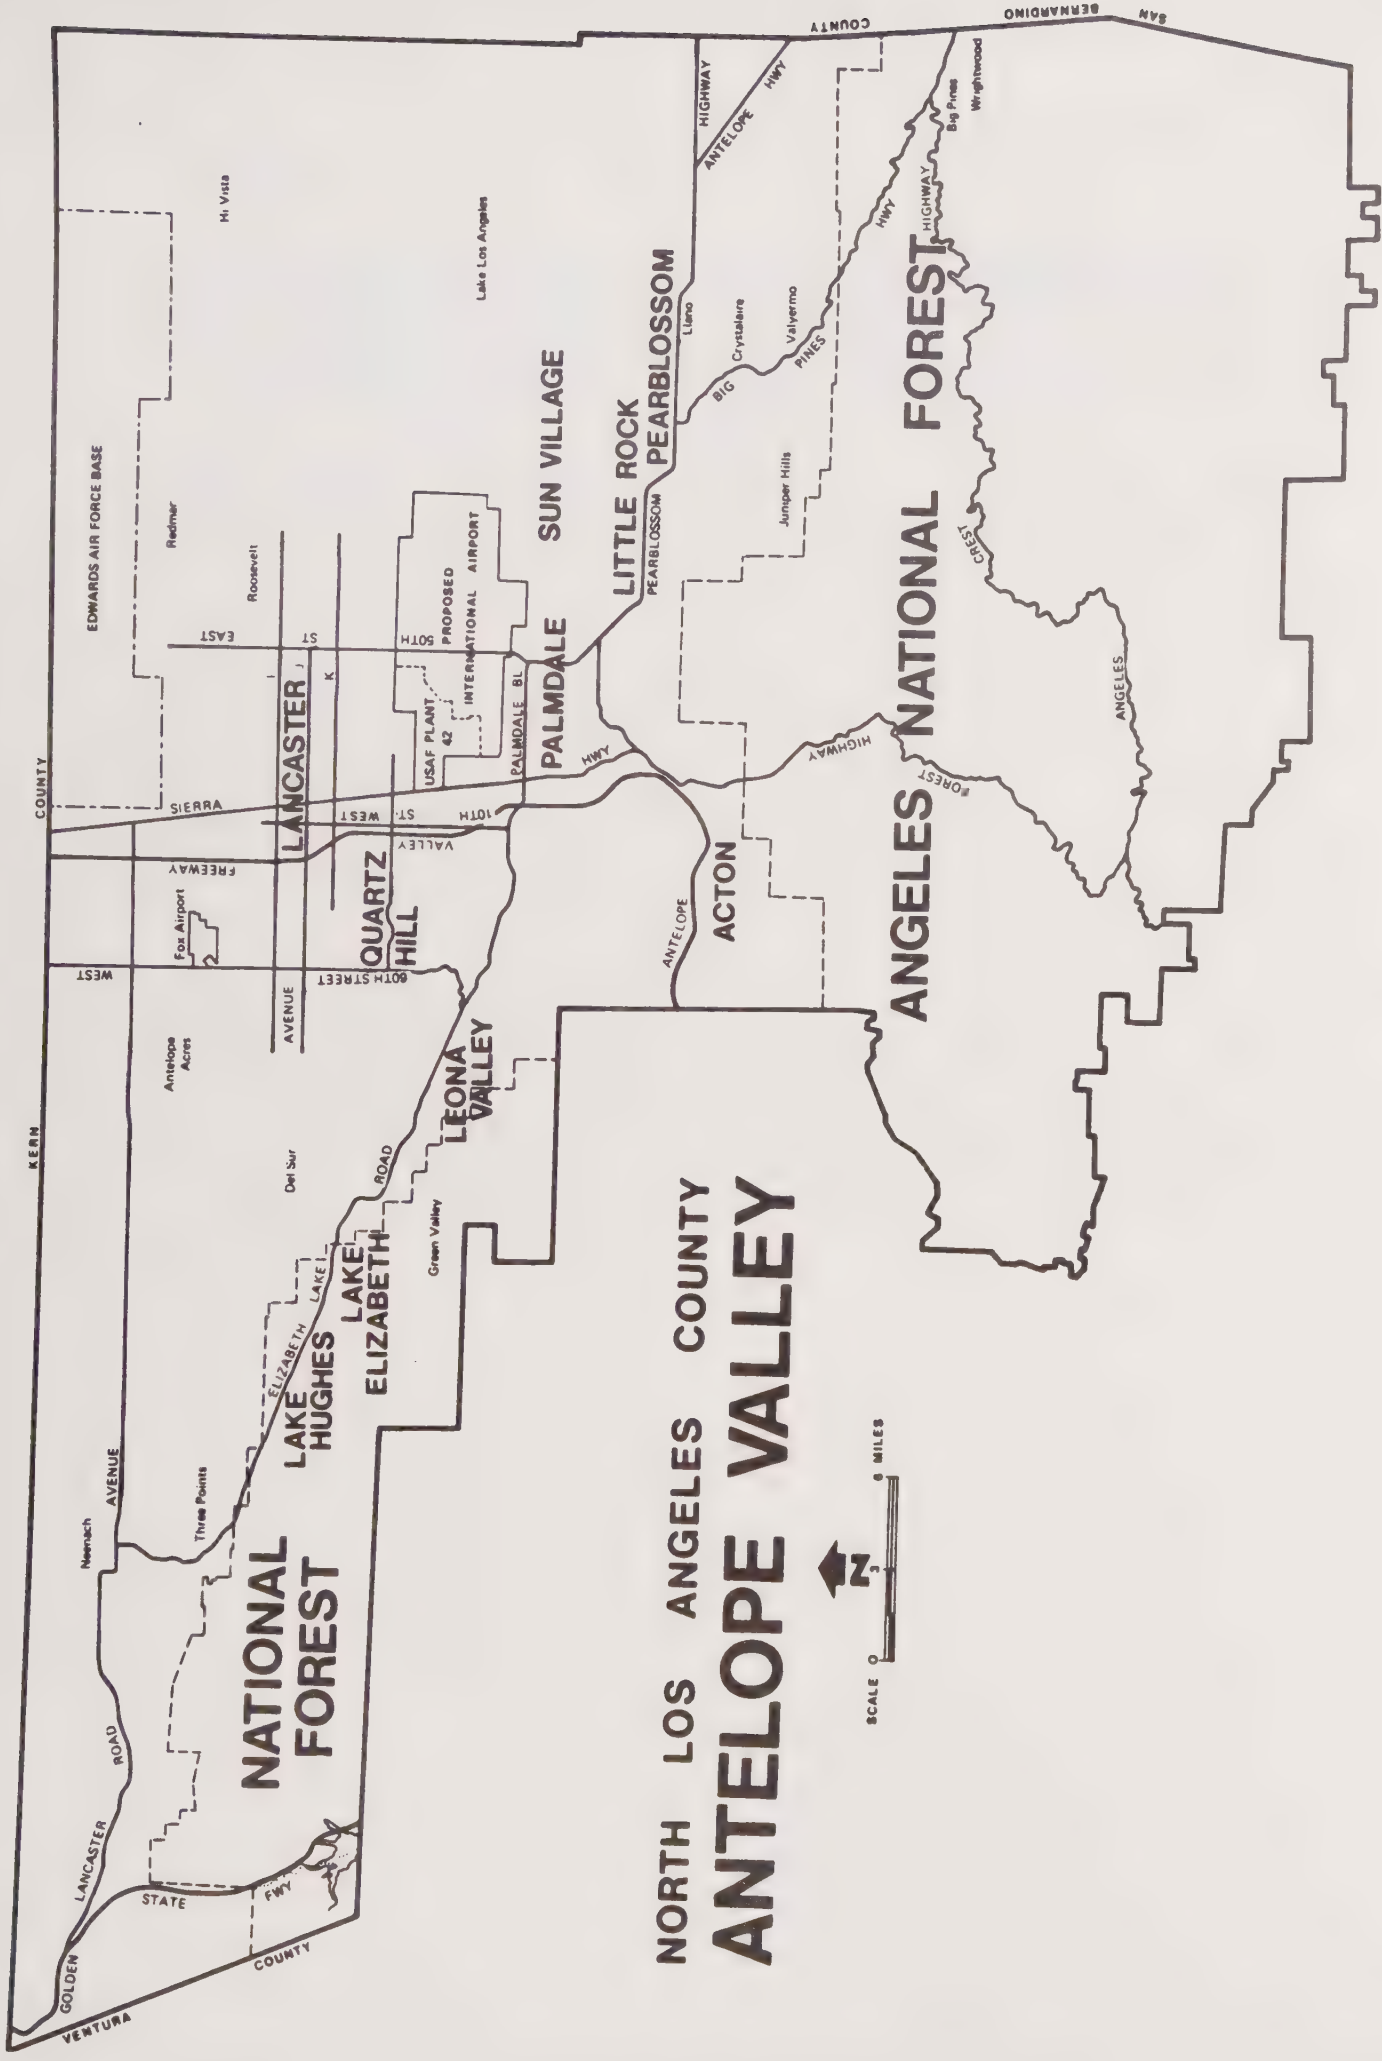 KERN
COUNTY
SAN
BERNARDINO
COUNTY
VENTURA
COUNTY
GOLDEN
STATE
FWY
LANCASTER
ROAD
AVENUE
Neenach
Three Points
NATIONAL
FOREST
LAKE
HUGHES
ELIZABETH
LAKE
ROAD
LAKE
ELIZABETH
Green Valley
Del Sur
Antelope
Acres
LEONA
VALLEY
WEST
60TH STREET
Fox Airport
FREEWAY
VALLEY
ANTELOPE
AVENUE
QUARTZ
HILL
LANCASTER
SIERRA
HWY
WEST
ST.
10TH
I
J
K
EAST
ST
50TH
EDWARDS AIR FORCE BASE
Redmer
Roosevelt
Hi Vista
Lake Los Angeles
USAF PLANT
42
PROPOSED
INTERNATIONAL AIRPORT
PALMDALE BL
PALMDALE
SUN VILLAGE
LITTLE ROCK
PEARBLOSSOM
PEARBLOSSOM
HIGHWAY
ANTELOPE
HWY
Llano
Crystalaire
Valyermo
BIG
PINES
HWY
Juniper Hills
Big Pines
Wrightwood
ACTON
ANGELES NATIONAL FOREST
ANGELES
FOREST
HIGHWAY
ANGELES
CREST
HIGHWAY
NORTH LOS ANGELES COUNTY
ANTELOPE VALLEY
N
SCALE 0 3 6 MILES